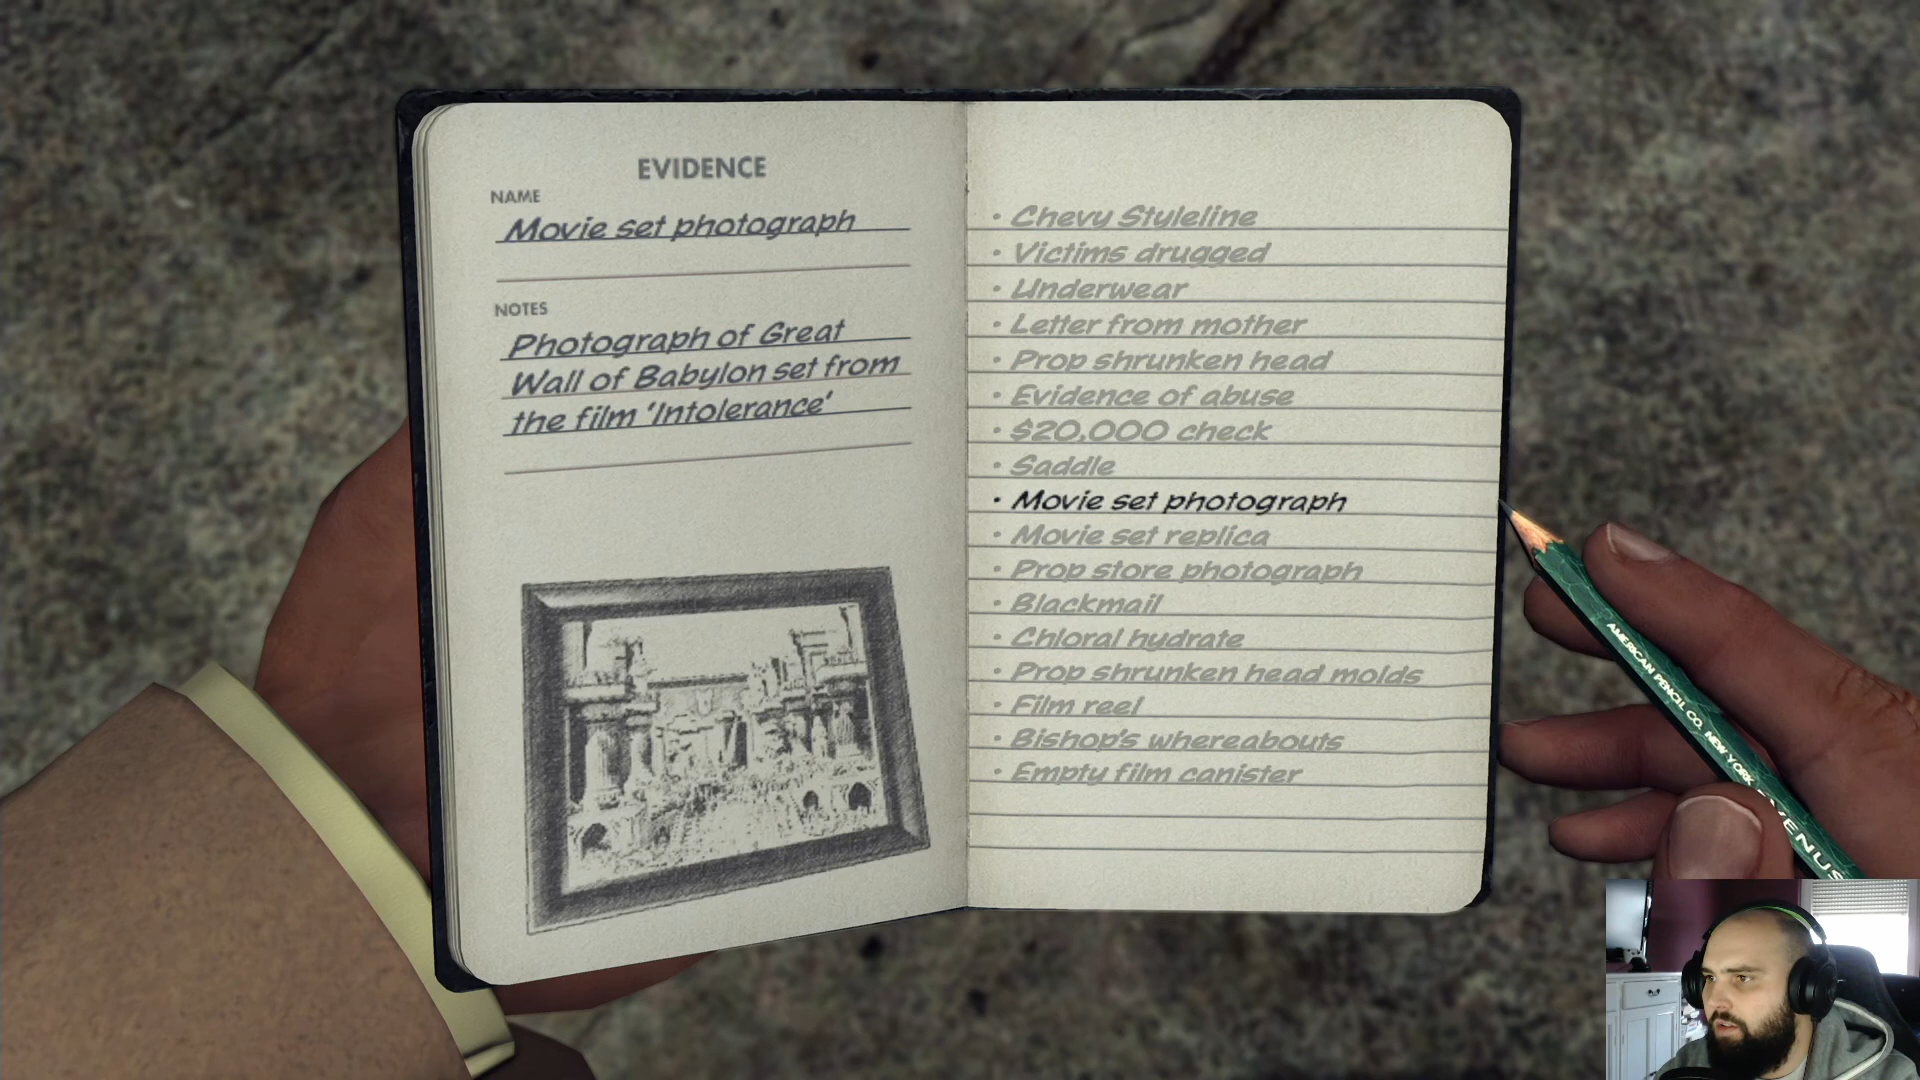 EVIDENCE
NAME
Movie set photograph
NOTES
Photograph of Great
Wall of Babylon set from
the film 'Intolerance'
• Chevy Styleline
• Victims drugged
• Underwear
• Letter from mother
• Prop shrunken head
• Evidence of abuse
• $20,000 check
• Saddle
• Movie set photograph
• Movie set replica
• Prop store photograph
• Blackmail
• Chloral hydrate
• Prop shrunken head molds
• Film reel
• Bishop's whereabouts
• Empty film canister
AMERICAN PENCIL CO. NEW YORK